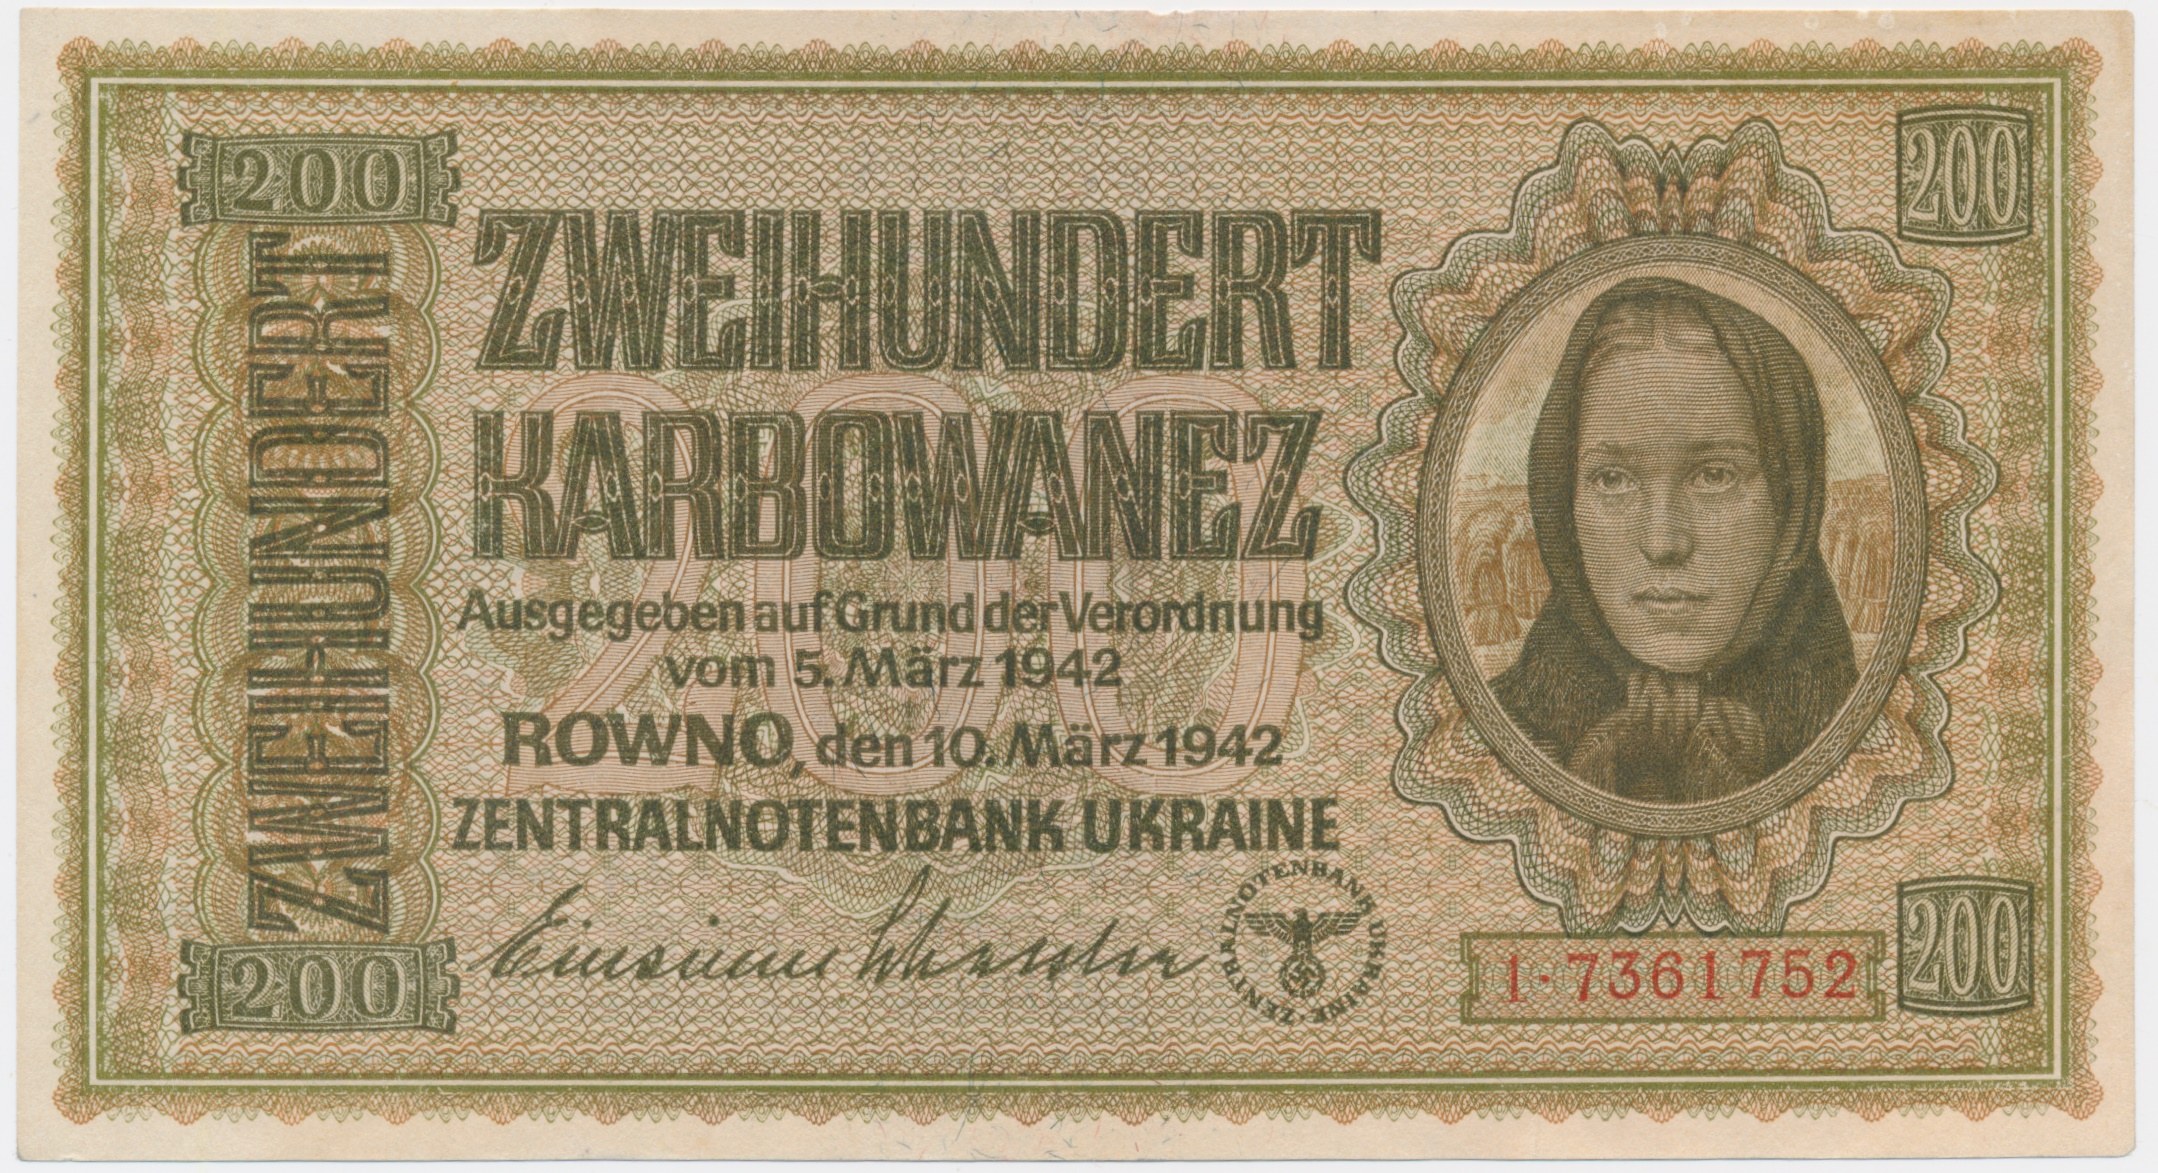 200
ZWEIHUNDERT
200
ZWEIHUNDERT
KARBOWANEZ
200
Ausgegeben auf Grund der Verordnung
vom 5. März 1942
ROWNO, den 10. März 1942
ZENTRALNOTENBANK UKRAINE
ZENTRALNOTENBANK UKRAINE
200
1·7361752
200